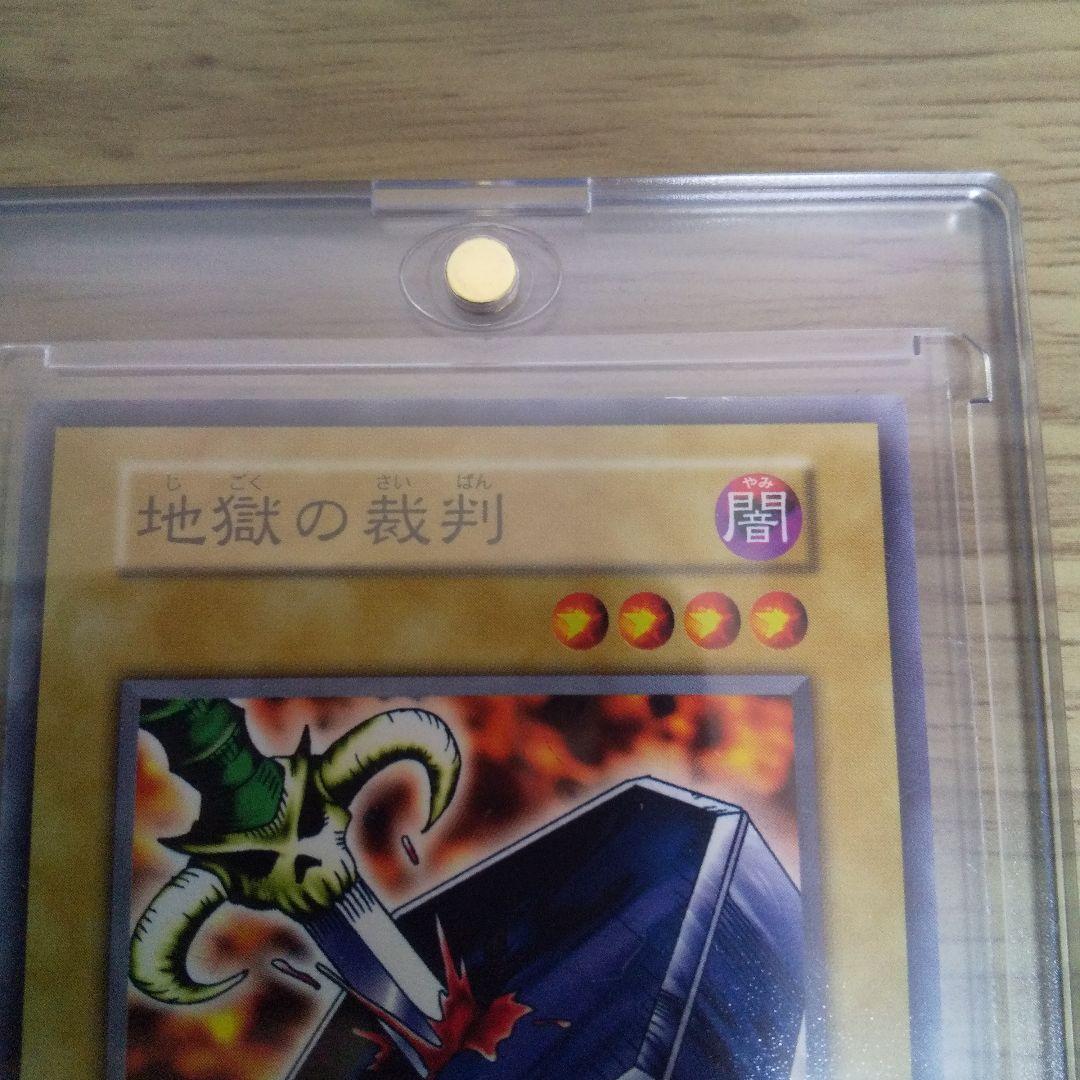 じ ごく さい ばん
地獄の裁判
やみ
闇